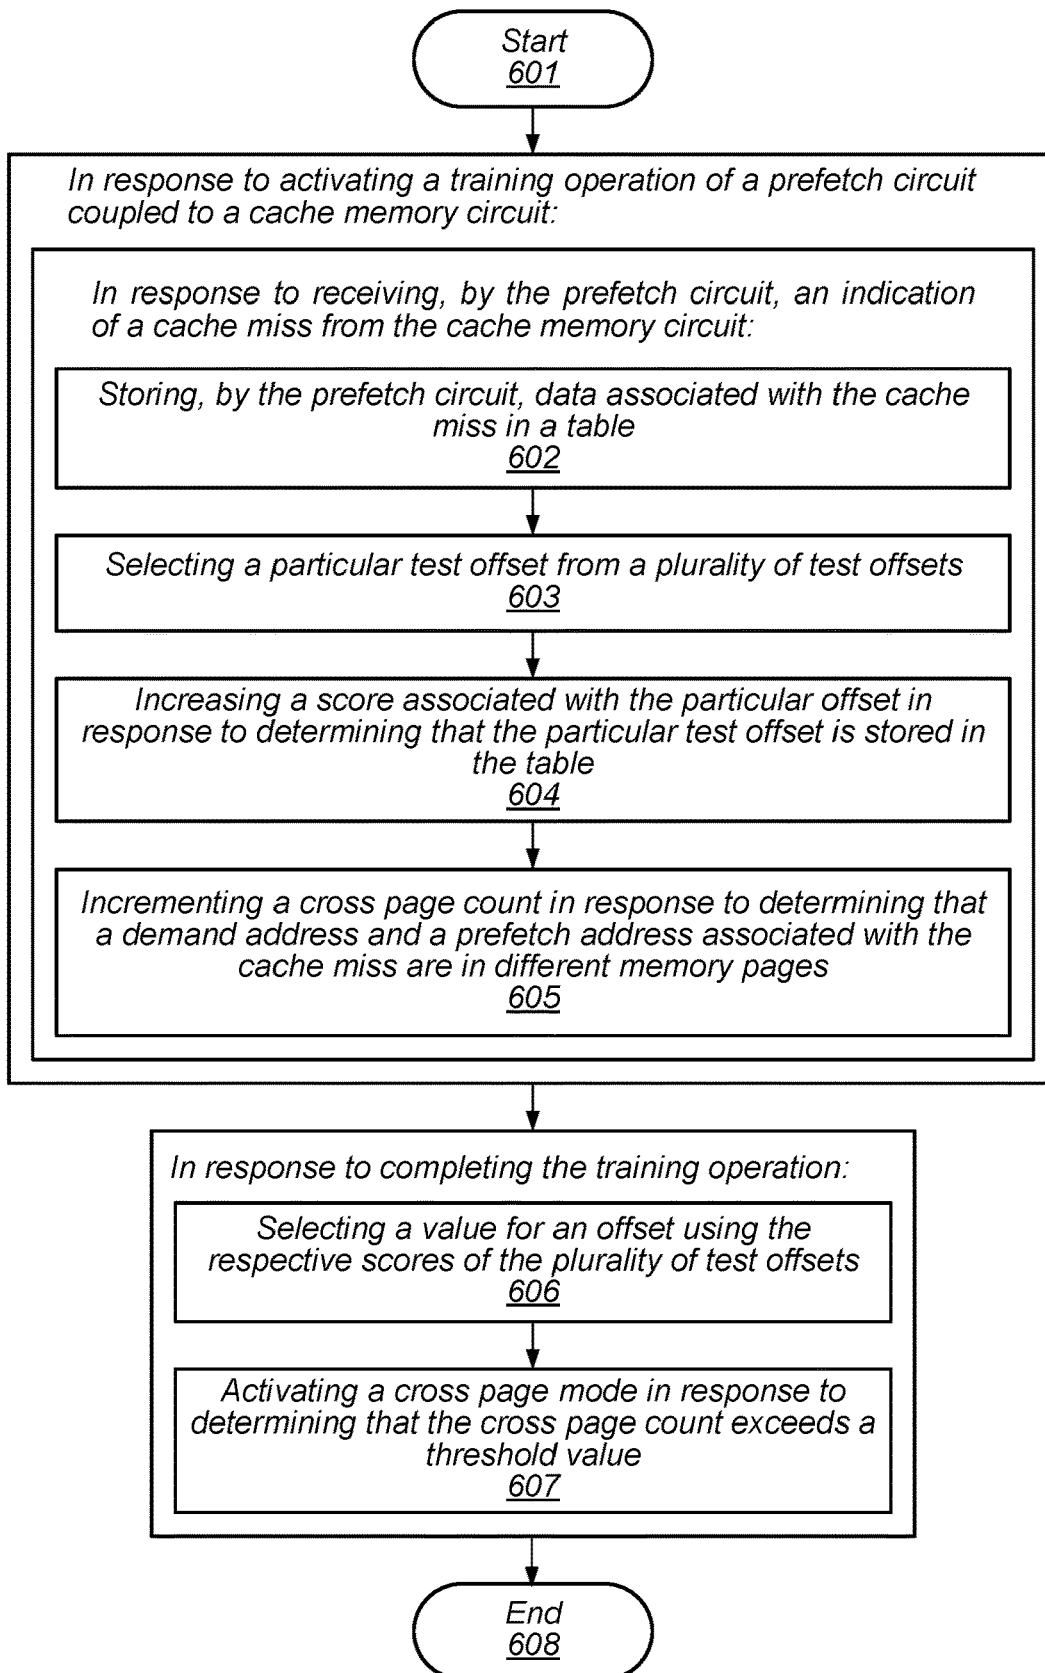 Start
601
In response to activating a training operation of a prefetch circuit
coupled to a cache memory circuit:
In response to receiving, by the prefetch circuit, an indication
of a cache miss from the cache memory circuit:
Storing, by the prefetch circuit, data associated with the cache
miss in a table
602
Selecting a particular test offset from a plurality of test offsets
603
Increasing a score associated with the particular offset in
response to determining that the particular test offset is stored in
the table
604
Incrementing a cross page count in response to determining that
a demand address and a prefetch address associated with the
cache miss are in different memory pages
605
In response to completing the training operation:
Selecting a value for an offset using the
respective scores of the plurality of test offsets
606
Activating a cross page mode in response to
determining that the cross page count exceeds a
threshold value
607
End
608